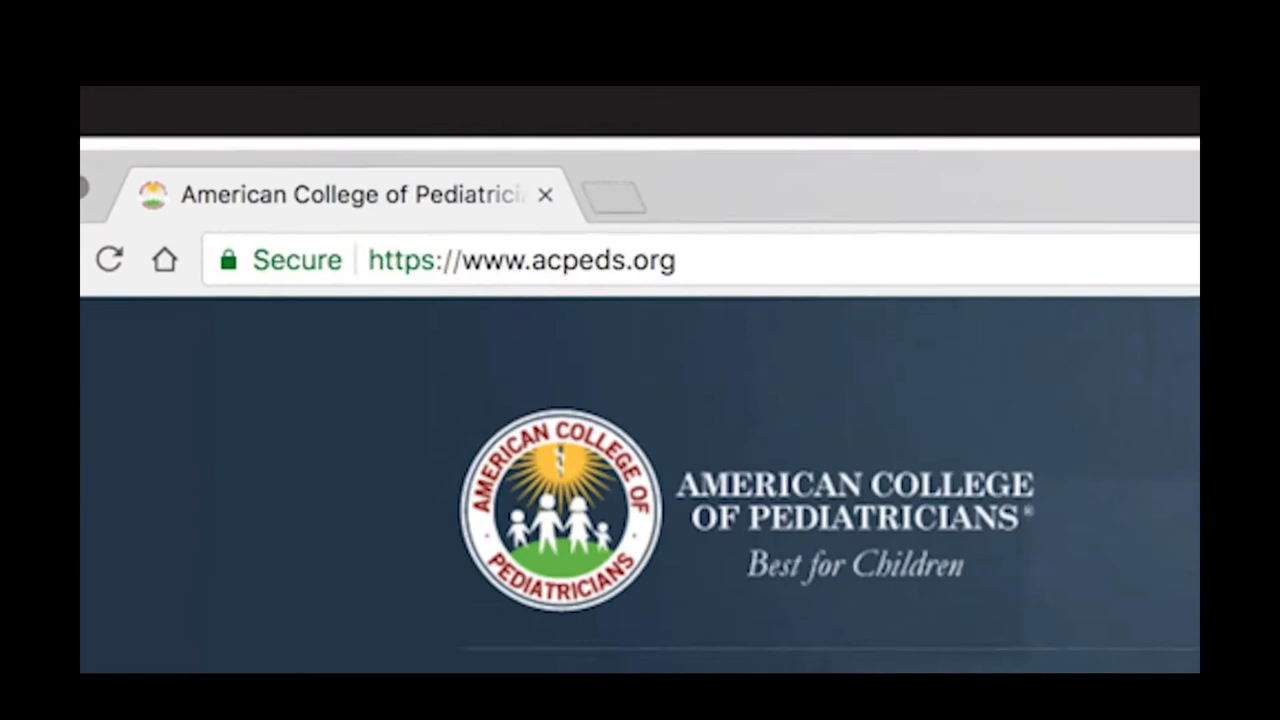 American College of Pediatrici
Secure https://www.acpeds.org
AMERICAN COLLEGE OF
PEDIATRICIANS
AMERICAN COLLEGE
OF PEDIATRICIANS®
Best for Children